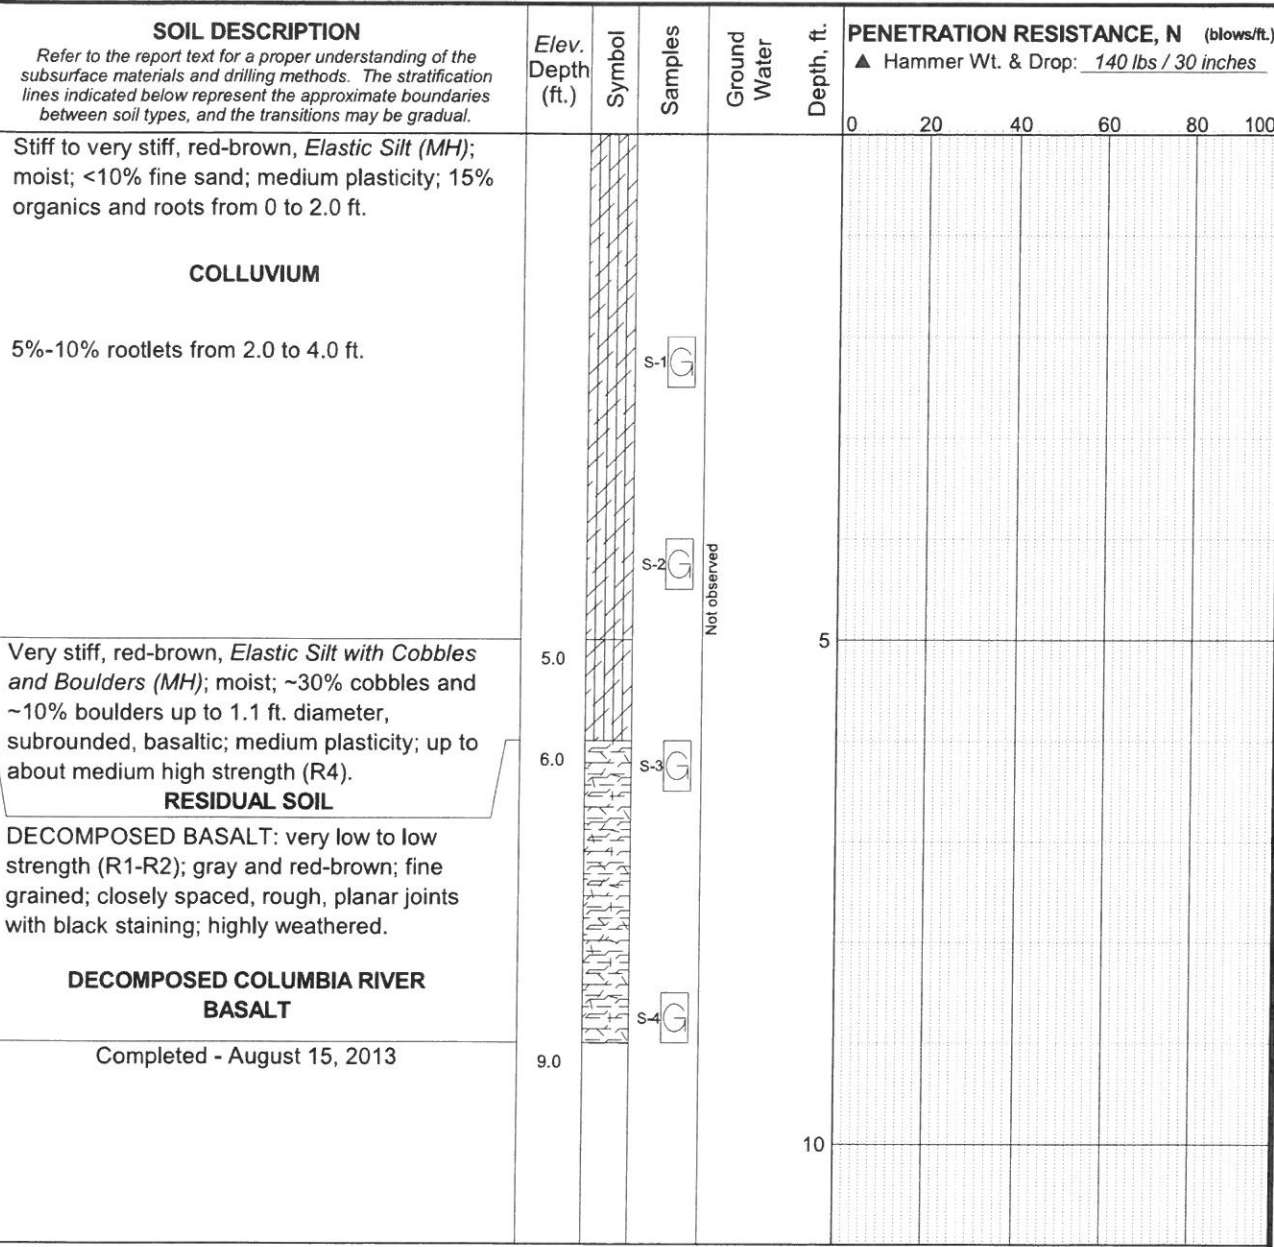 SOIL DESCRIPTION
Refer to the report text for a proper understanding of the
subsurface materials and drilling methods. The stratification
lines indicated below represent the approximate boundaries
between soil types, and the transitions may be gradual.
Elev.
Depth
(ft.)
Symbol
Samples
Ground
Water
Depth, ft.
PENETRATION RESISTANCE, N (blows/ft.)
▲ Hammer Wt. & Drop: 140 lbs / 30 inches
0 20 40 60 80 100
Stiff to very stiff, red-brown, Elastic Silt (MH);
moist; <10% fine sand; medium plasticity; 15%
organics and roots from 0 to 2.0 ft.
COLLUVIUM
5%-10% rootlets from 2.0 to 4.0 ft.
S-1 G
S-2 G
Not observed
5
Very stiff, red-brown, Elastic Silt with Cobbles
and Boulders (MH); moist; ~30% cobbles and
~10% boulders up to 1.1 ft. diameter,
subrounded, basaltic; medium plasticity; up to
about medium high strength (R4).
RESIDUAL SOIL
5.0
6.0
S-3 G
DECOMPOSED BASALT: very low to low
strength (R1-R2); gray and red-brown; fine
grained; closely spaced, rough, planar joints
with black staining; highly weathered.
DECOMPOSED COLUMBIA RIVER
BASALT
S-4 G
Completed - August 15, 2013
9.0
10